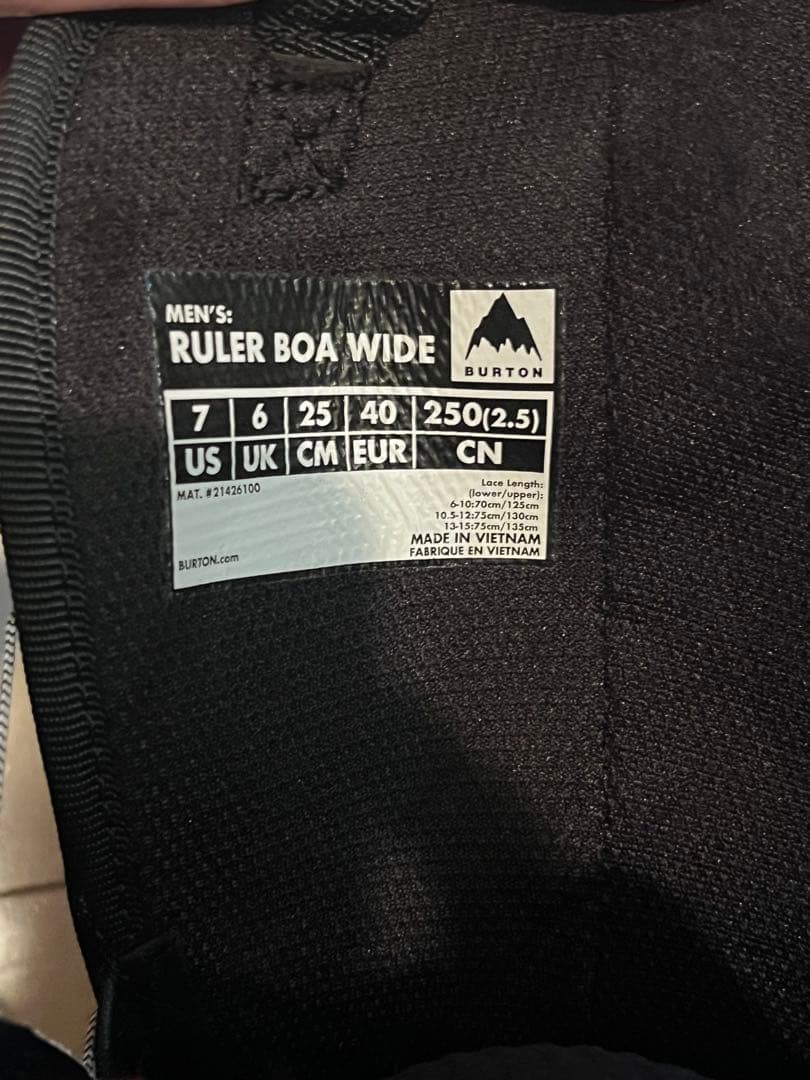 MEN'S:
RULER BOA WIDE
BURTON
7 6 25 40 250(2.5)
US UK CM EUR CN
MAT. #21426100
Lace Length:
(lower/upper):
6-10:70cm/125cm
10.5-12:75cm/130cm
13-15:75cm/135cm
MADE IN VIETNAM
FABRIQUE EN VIETNAM
BURTON.com